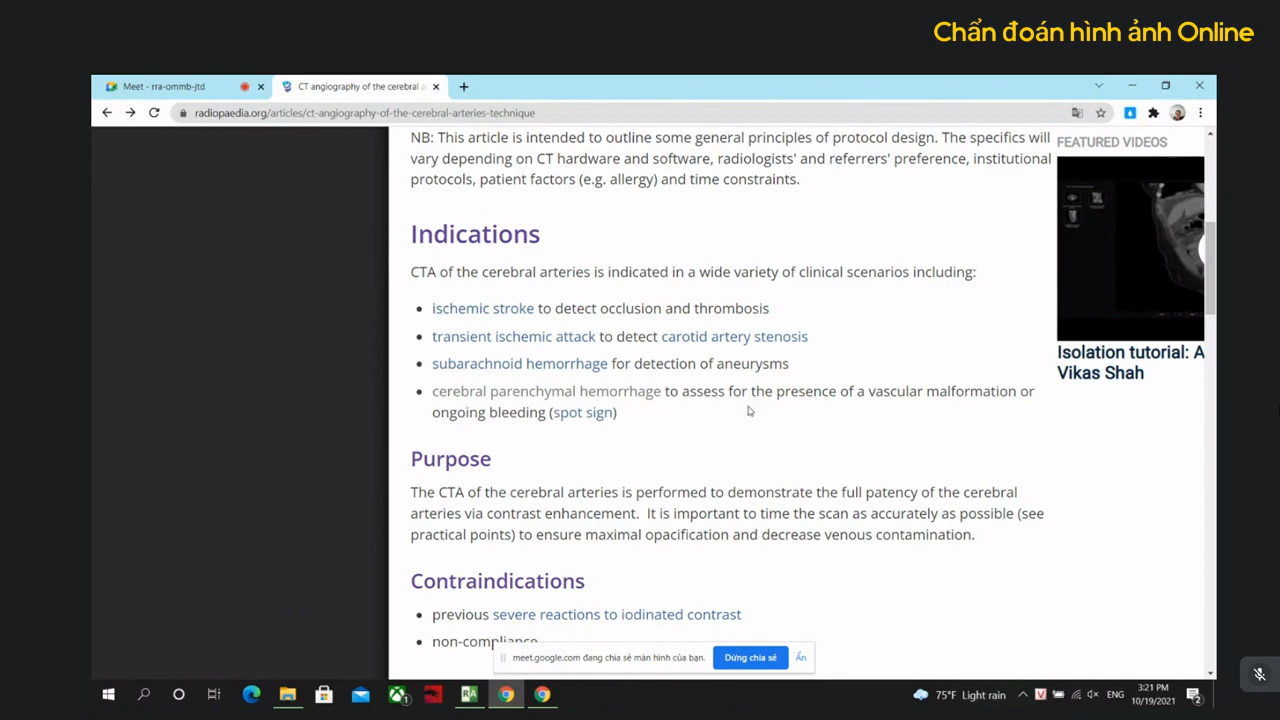 Chẩn đoán hình ảnh Online
Meet - rra-ommb-jtd
CT angiography of the cerebral a
radiopaedia.org/articles/ct-angiography-of-the-cerebral-arteries-technique
NB: This article is intended to outline some general principles of protocol design. The specifics will
vary depending on CT hardware and software, radiologists' and referrers' preference, institutional
protocols, patient factors (e.g. allergy) and time constraints.
FEATURED VIDEOS
Isolation tutorial: A
Vikas Shah
Indications
CTA of the cerebral arteries is indicated in a wide variety of clinical scenarios including:
• ischemic stroke to detect occlusion and thrombosis
• transient ischemic attack to detect carotid artery stenosis
• subarachnoid hemorrhage for detection of aneurysms
• cerebral parenchymal hemorrhage to assess for the presence of a vascular malformation or
ongoing bleeding (spot sign)
Purpose
The CTA of the cerebral arteries is performed to demonstrate the full patency of the cerebral
arteries via contrast enhancement. It is important to time the scan as accurately as possible (see
practical points) to ensure maximal opacification and decrease venous contamination.
Contraindications
• previous severe reactions to iodinated contrast
• non-compliance
meet.google.com đang chia sẻ màn hình của bạn. Dừng chia sẻ Ẩn
RA
75°F Light rain
V
ENG
3:21 PM
10/19/2021
2